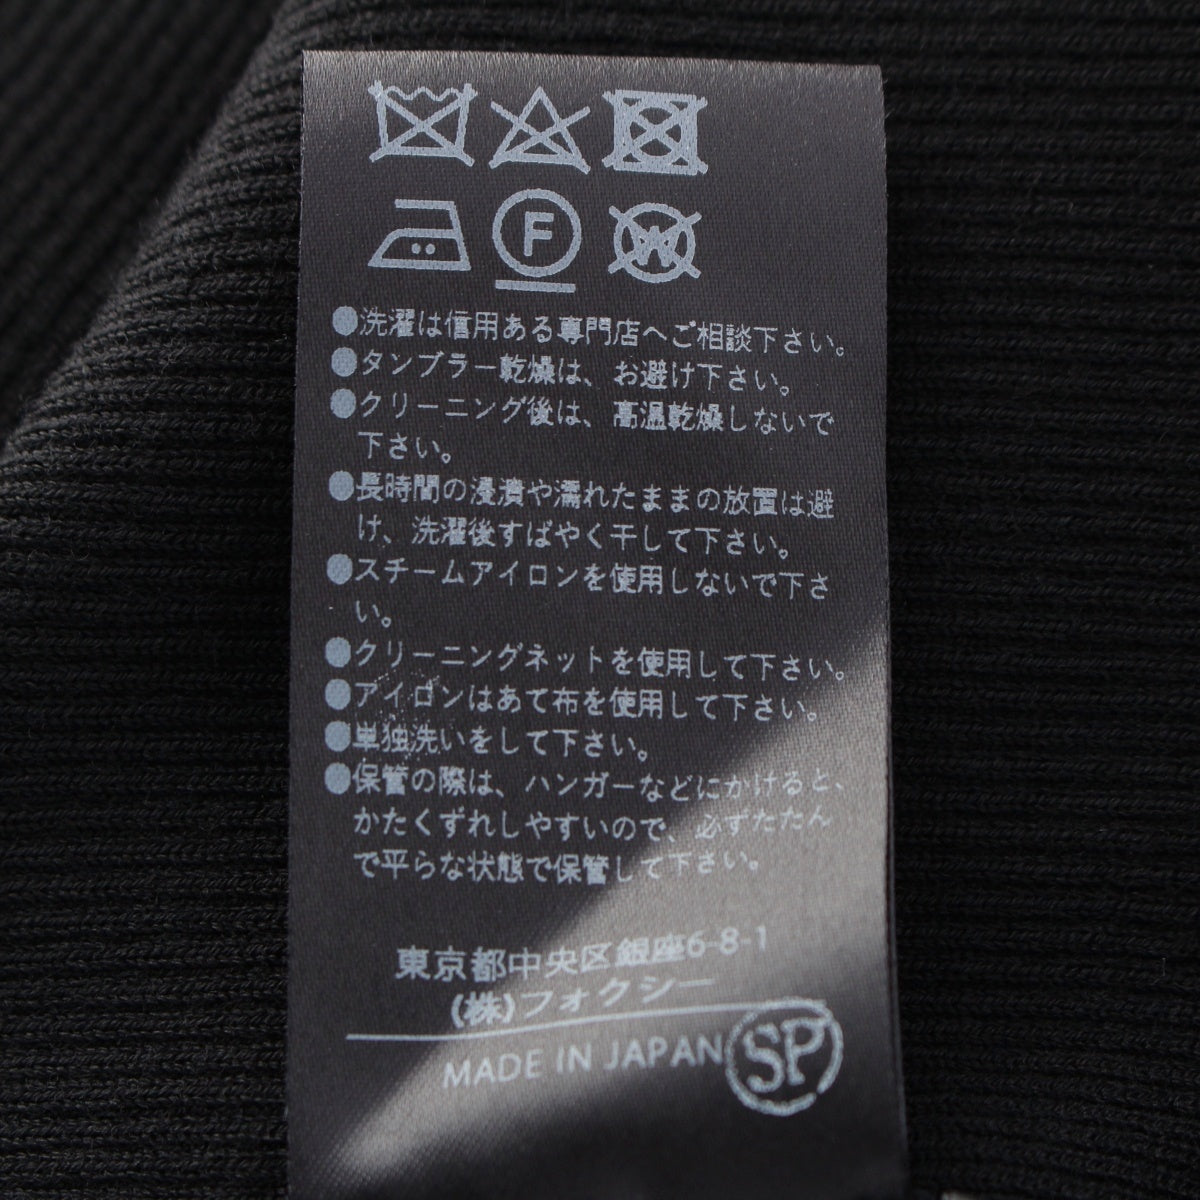 F
W
●洗濯は信用ある専門店へご相談下さい。
●タンブラー乾燥は、お避け下さい。
●クリーニング後は、高温乾燥しないで
下さい。
●長時間の浸漬や濡れたままの放置は避
け、洗濯後すばやく干して下さい。
●スチームアイロンを使用しないで下さ
い。
●クリーニングネットを使用して下さい。
●アイロンはあて布を使用して下さい。
●単独洗いをして下さい。
●保管の際は、ハンガーなどにかけると、
かたくずれしやすいので、必ずたたん
で平らな状態で保管して下さい。
東京都中央区銀座6-8-1
(株)フォクシー
MADE IN JAPAN SP